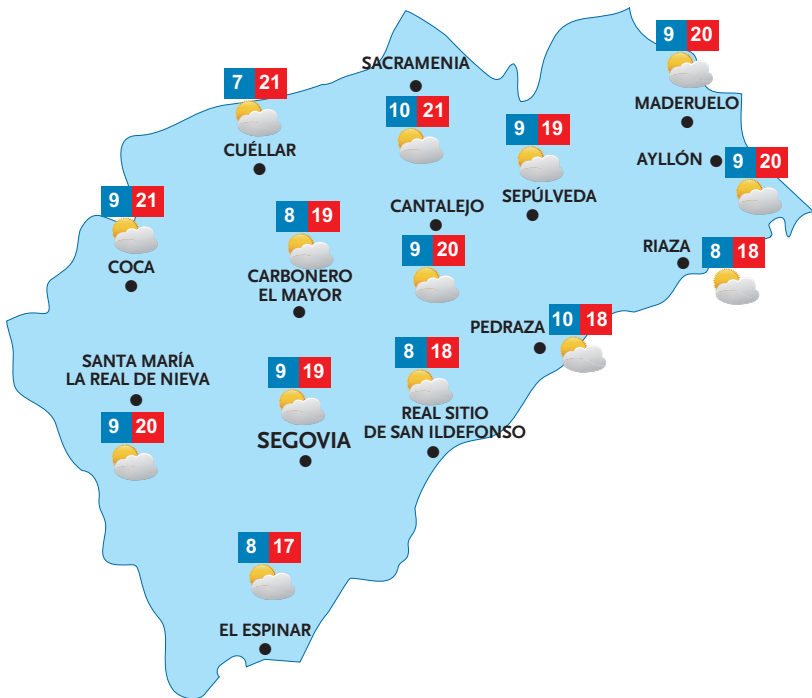 9 20
MADERUELO
SACRAMENIA
10 21
7 21
CUÉLLAR
9 19
SEPÚLVEDA
AYLLÓN
9 20
9 21
COCA
8 19
CARBONERO
EL MAYOR
CANTALEJO
9 20
RIAZA
8 18
PEDRAZA
10 18
SANTA MARÍA
LA REAL DE NIEVA
9 20
9 19
SEGOVIA
8 18
REAL SITIO
DE SAN ILDEFONSO
8 17
EL ESPINAR